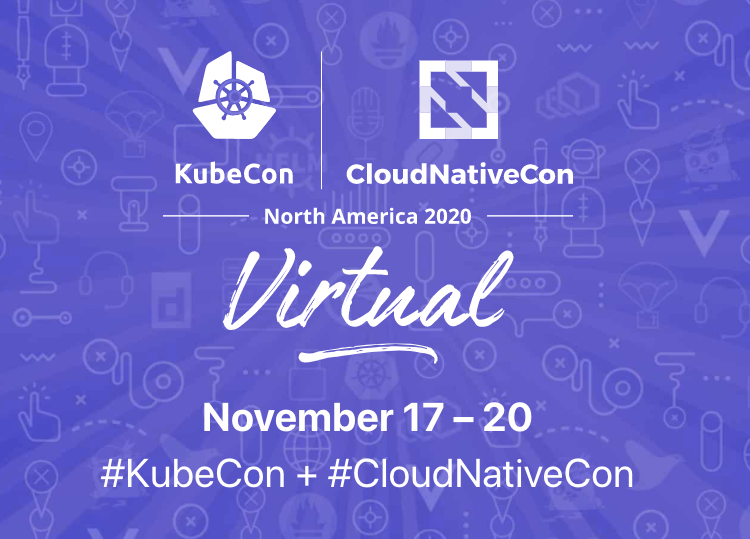 KubeCon
CloudNativeCon
North America 2020
Virtual
November 17 – 20
#KubeCon + #CloudNativeCon